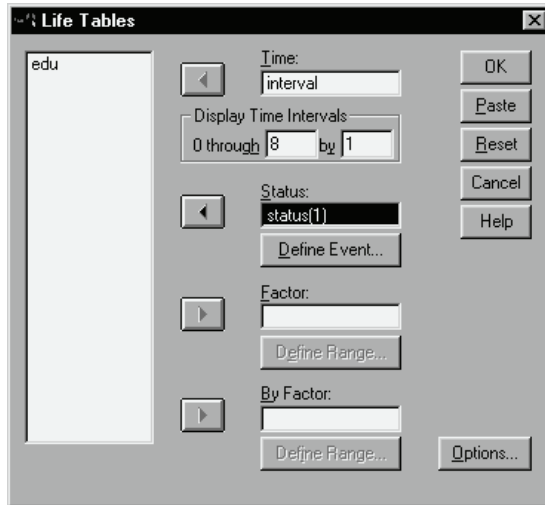 Life Tables
edu
Time:
interval
Display Time Intervals
0 through 8 by 1
Status:
status(1)
Define Event...
Factor:
Define Range...
By Factor:
Define Range...
OK
Paste
Reset
Cancel
Help
Options...